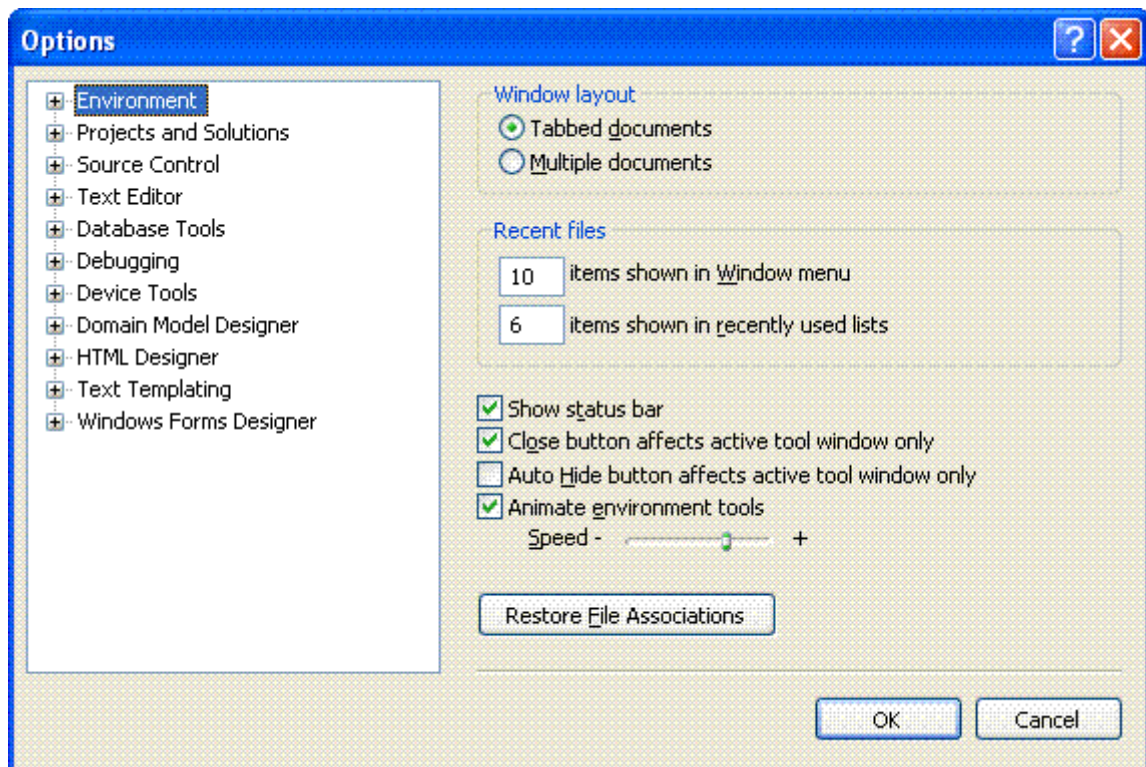 Options
Environment
Projects and Solutions
Source Control
Text Editor
Database Tools
Debugging
Device Tools
Domain Model Designer
HTML Designer
Text Templating
Windows Forms Designer
Window layout
Tabbed documents
Multiple documents
Recent files
10 items shown in Window menu
6 items shown in recently used lists
Show status bar
Close button affects active tool window only
Auto Hide button affects active tool window only
Animate environment tools
Speed - +
Restore File Associations
OK Cancel